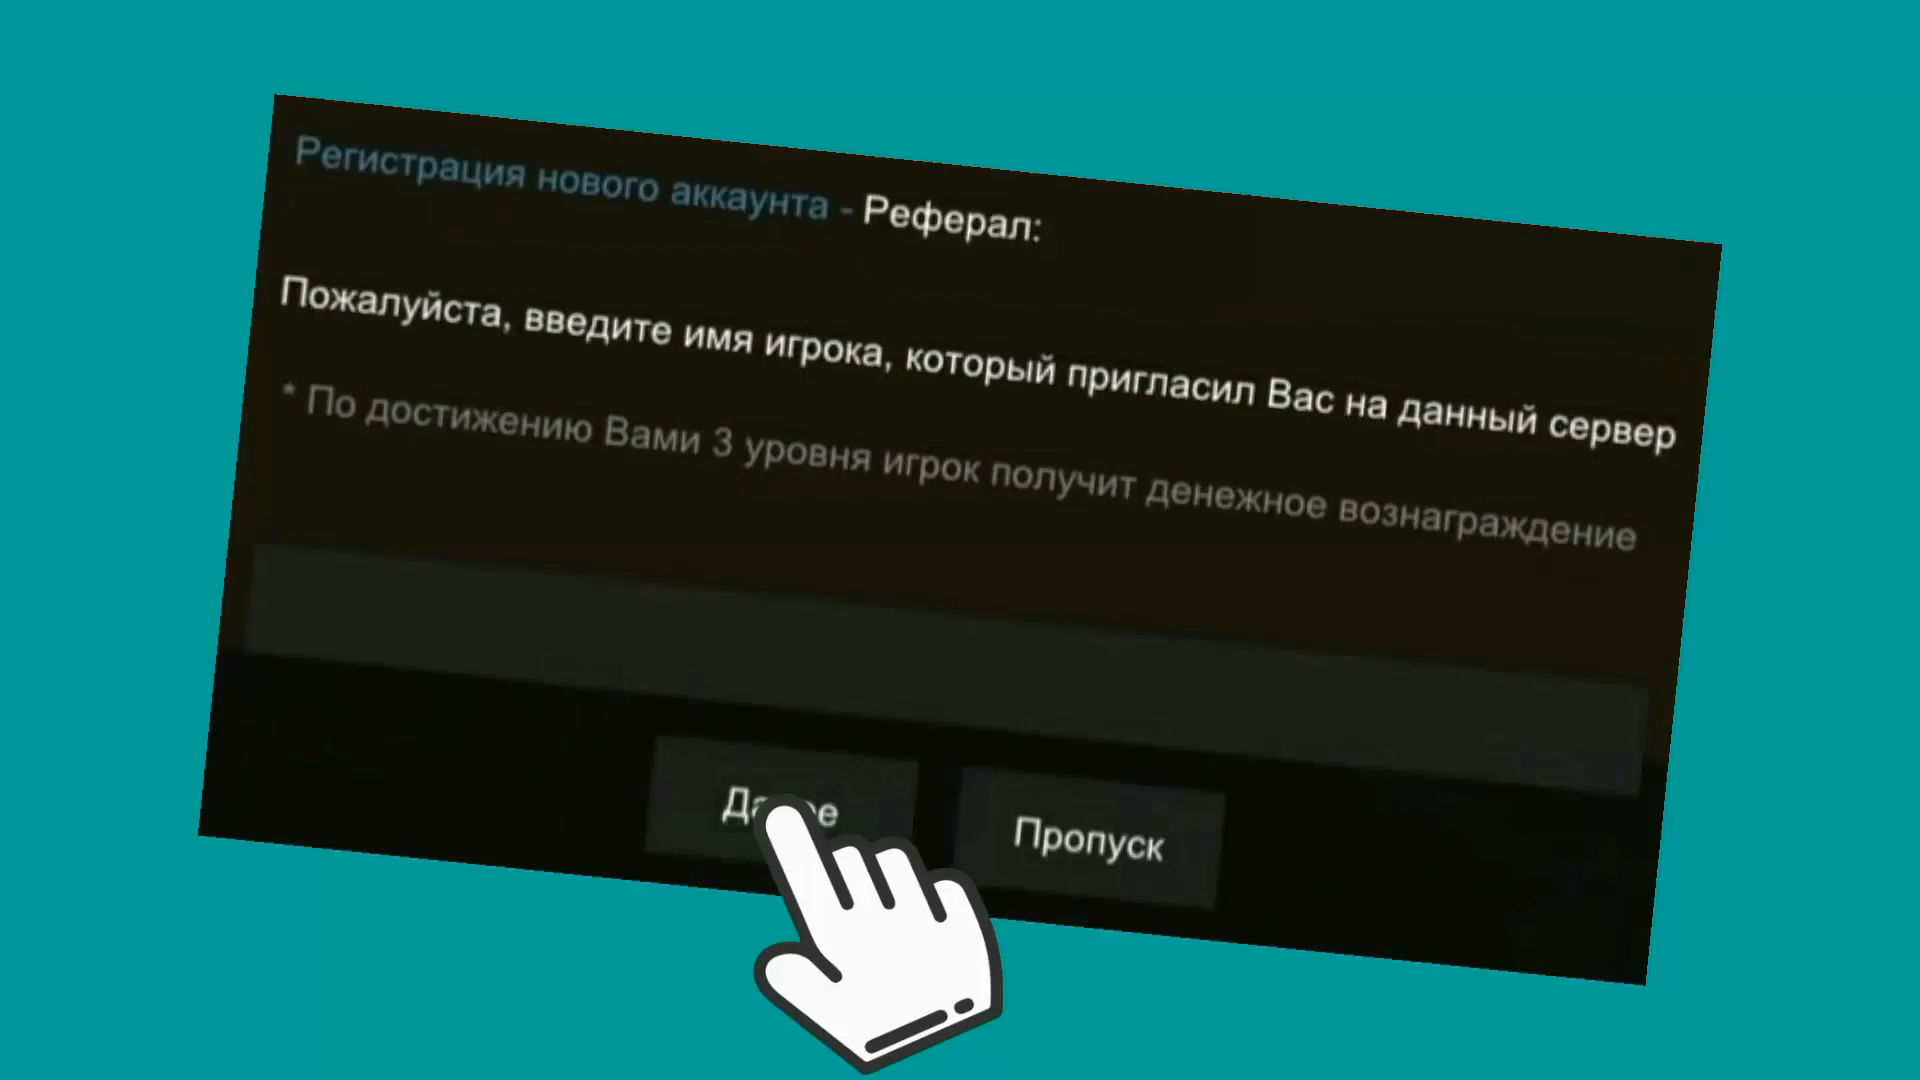 Регистрация нового аккаунта - Реферал:
Пожалуйста, введите имя игрока, который пригласил Вас на данный сервер
* По достижению Вами 3 уровня игрок получит денежное вознаграждение
Пропуск